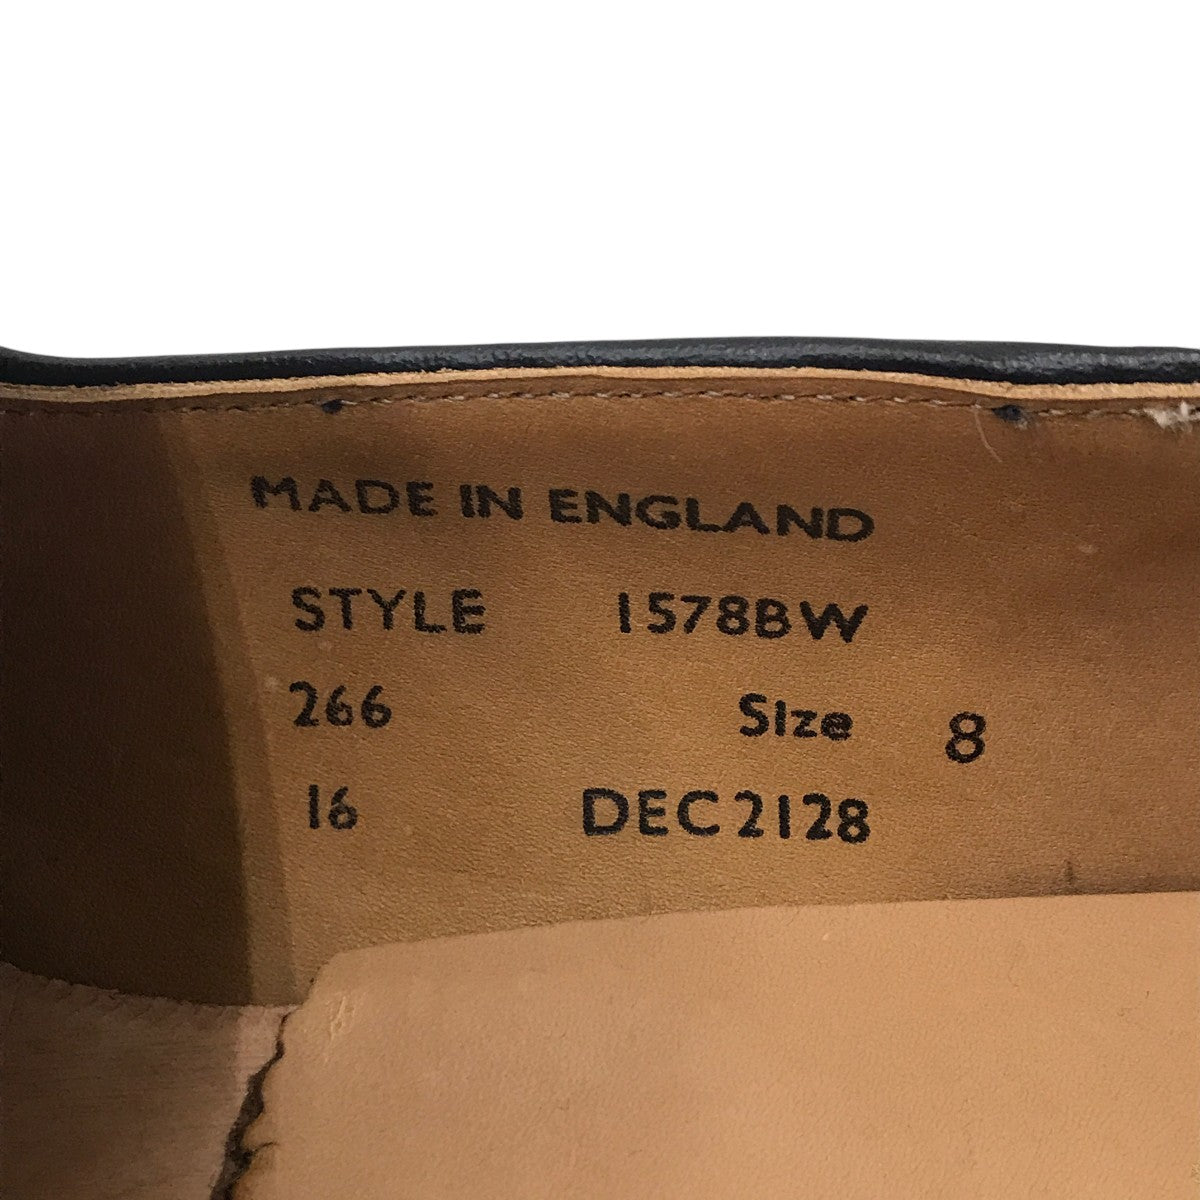 MADE IN ENGLAND
STYLE 1578BW
266 Size 8
16 DEC2128